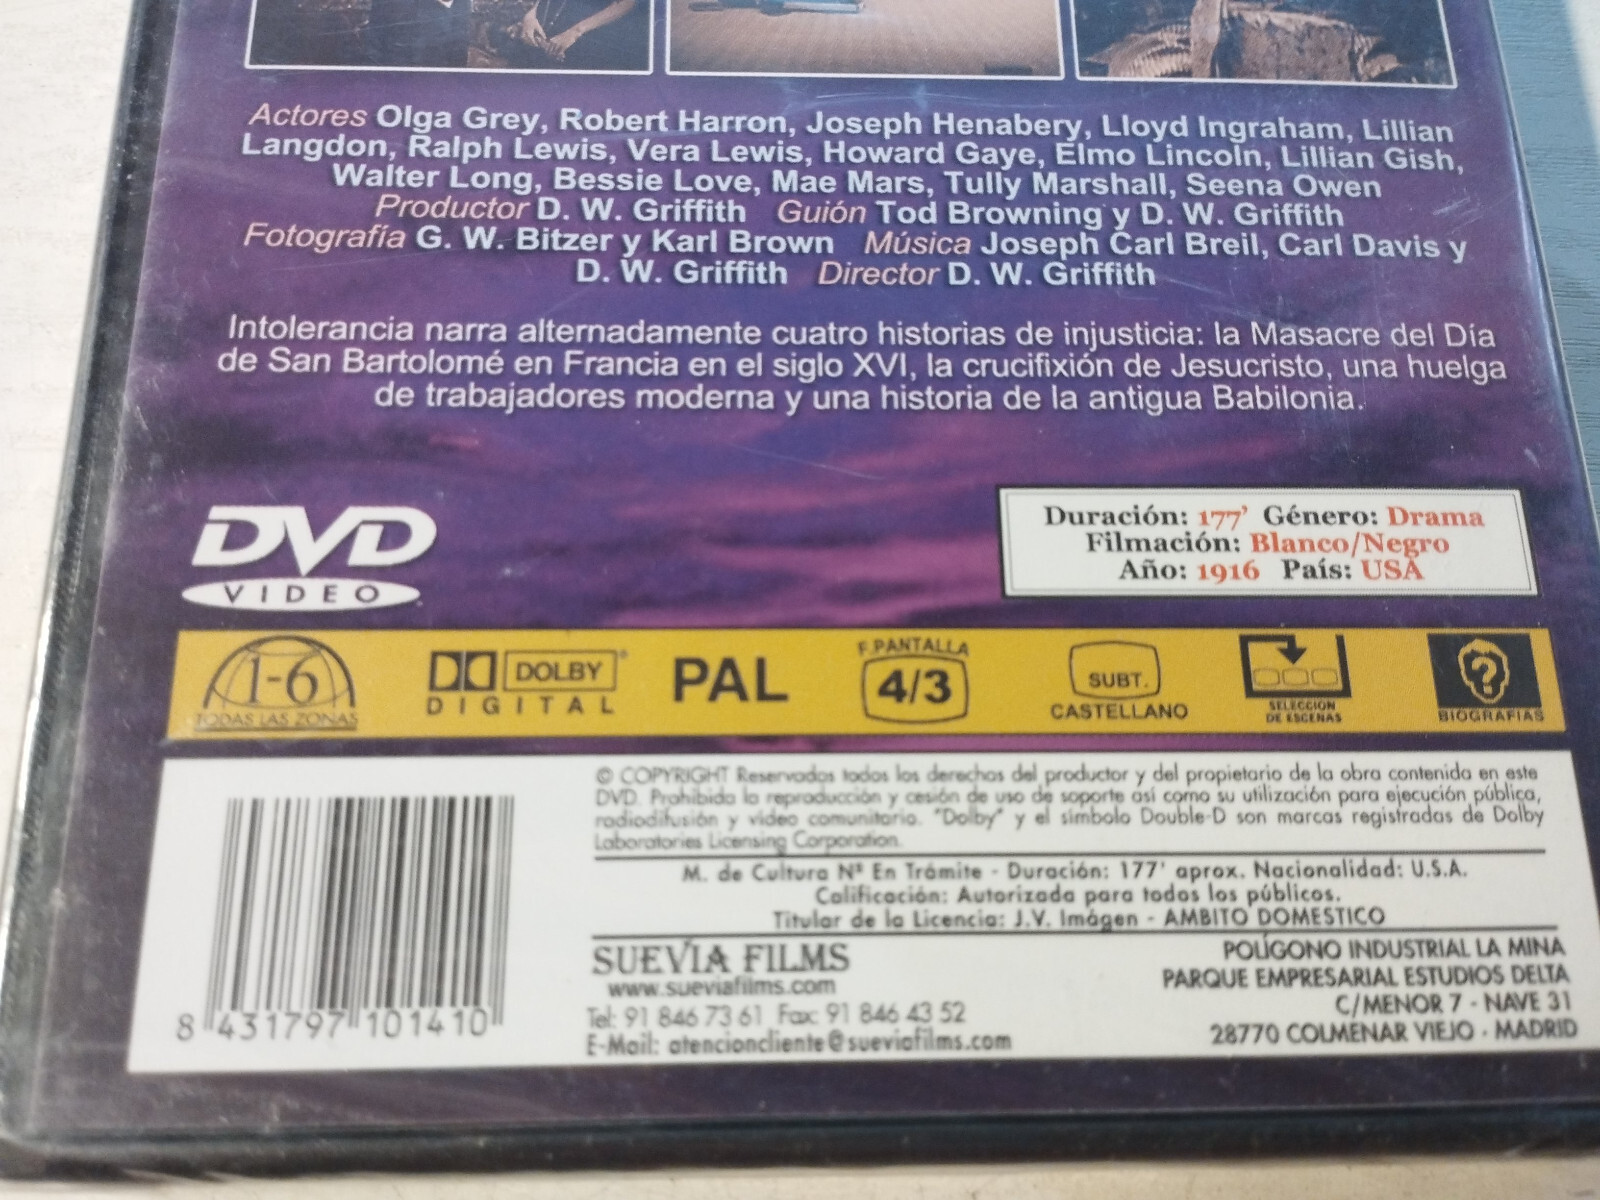 Actores Olga Grey, Robert Harron, Joseph Henabery, Lloyd Ingraham, Lillian
Langdon, Ralph Lewis, Vera Lewis, Howard Gaye, Elmo Lincoln, Lillian Gish,
Walter Long, Bessie Love, Mae Mars, Tully Marshall, Seena Owen
Productor D. W. Griffith Guión Tod Browning y D. W. Griffith
Fotografía G. W. Bitzer y Karl Brown Música Joseph Carl Breil, Carl Davis y
D. W. Griffith Director D. W. Griffith
Intolerancia narra alternadamente cuatro historias de injusticia: la Masacre del Día
de San Bartolomé en Francia en el siglo XVI, la crucifixión de Jesucristo, una huelga
de trabajadores moderna y una historia de la antigua Babilonia.
DVD
VIDEO
Duración: 177' Género: Drama
Filmación: Blanco/Negro
Año: 1916 País: USA
1-6
TODAS LAS ZONAS
DOLBY
DIGITAL
PAL
F.PANTALLA
4/3
SUBT.
CASTELLANO
SELECCION
DE ESCENAS
?
BIOGRAFIAS
© COPYRIGHT Reservados todos los derechos del productor y del propietario de la obra contenida en este
DVD. Prohibida la reproducción y cesión de uso de soporte así como su utilización para ejecución pública,
radiodifusión y vídeo comunitario. "Dolby" y el símbolo Double-D son marcas registradas de Dolby
Laboratories Licensing Corporation.
M. de Cultura Nº En Trámite - Duración: 177' aprox. Nacionalidad: U.S.A.
Calificación: Autorizada para todos los públicos.
Titular de la Licencia: J.V. Imágen - AMBITO DOMESTICO
SUEVIA FILMS
www.sueviafilms.com
Tel: 91 846 73 61 Fax: 91 846 43 52
E-Mail: atencioncliente@sueviafilms.com
POLÍGONO INDUSTRIAL LA MINA
PARQUE EMPRESARIAL ESTUDIOS DELTA
C/MENOR 7 - NAVE 31
28770 COLMENAR VIEJO - MADRID
8 431797 101410